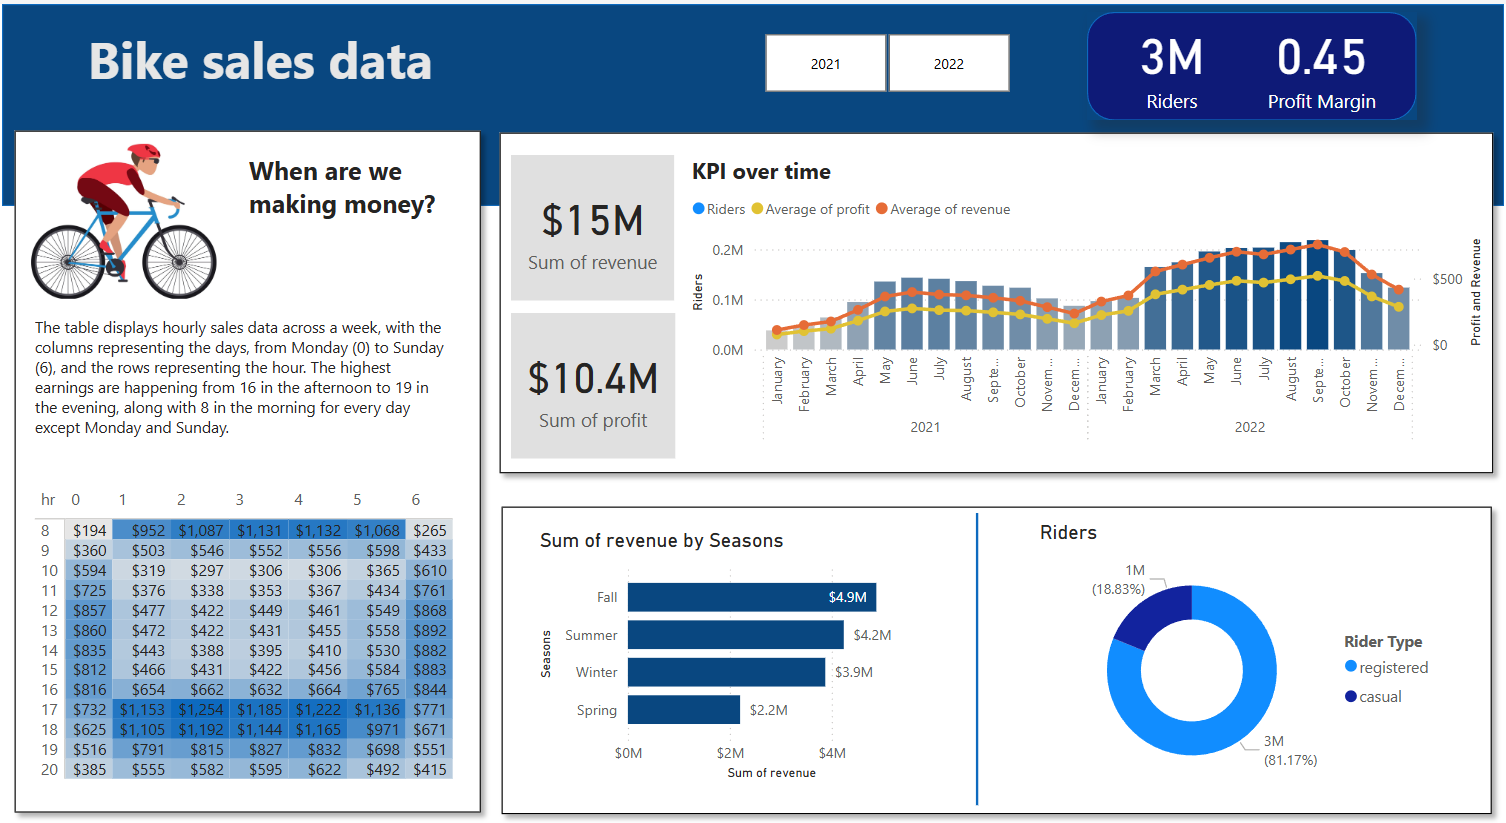 Bike sales data
2021
2022
3M
Riders
0.45
Profit Margin
When are we
making money?
The table displays hourly sales data across a week, with the
columns representing the days, from Monday (0) to Sunday
(6), and the rows representing the hour. The highest
earnings are happening from 16 in the afternoon to 19 in
the evening, along with 8 in the morning for every day
except Monday and Sunday.
hr 0 1 2 3 4 5 6
8 $194 $952 $1,087 $1,131 $1,132 $1,068 $265
9 $360 $503 $546 $552 $556 $598 $433
10 $594 $319 $297 $306 $306 $365 $610
11 $725 $376 $338 $353 $367 $434 $761
12 $857 $477 $422 $449 $461 $549 $868
13 $860 $472 $422 $431 $455 $558 $892
14 $835 $443 $388 $395 $410 $530 $882
15 $812 $466 $431 $422 $456 $584 $883
16 $816 $654 $662 $632 $664 $765 $844
17 $732 $1,153 $1,254 $1,185 $1,222 $1,136 $771
18 $625 $1,105 $1,192 $1,144 $1,165 $971 $671
19 $516 $791 $815 $827 $832 $698 $551
20 $385 $555 $582 $595 $622 $492 $415
$15M
Sum of revenue
$10.4M
Sum of profit
KPI over time
Riders Average of profit Average of revenue
Riders
0.2M
0.1M
0.0M
$500
$0
Profit and Revenue
January
February
March
April
May
June
July
August
Septe...
October
Novem...
Decem...
January
February
March
April
May
June
July
August
Septe...
October
Novem...
Decem...
2021
2022
Sum of revenue by Seasons
Seasons
Fall $4.9M
Summer $4.2M
Winter $3.9M
Spring $2.2M
$0M $2M $4M
Sum of revenue
Riders
1M
(18.83%)
3M
(81.17%)
Rider Type
registered
casual